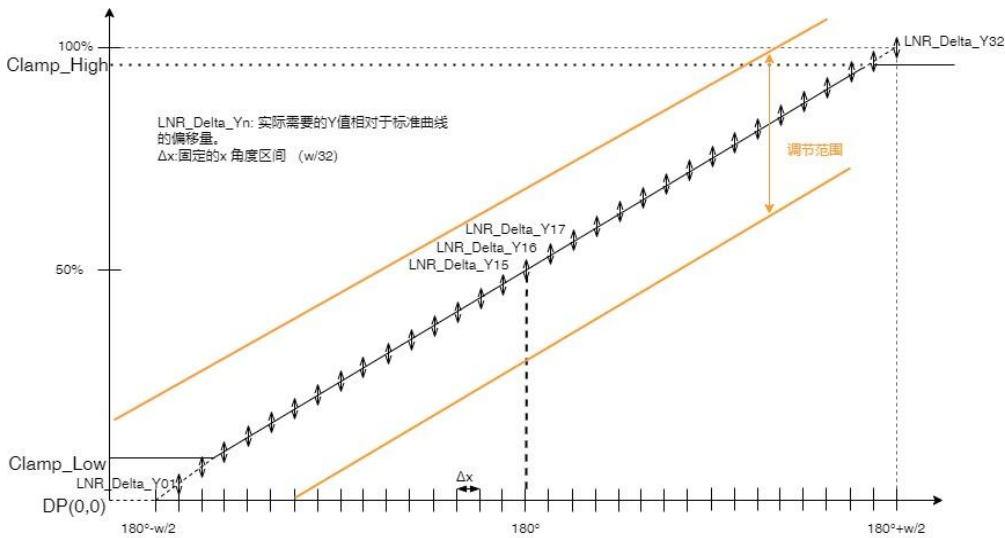 100%
LNR_Delta_Y32
Clamp_High
LNR_Delta_Yn: 实际需要的Y值相对于标准曲线
的偏移量。
Δx:固定的x 角度区间 （w/32)
调节范围
LNR_Delta_Y17
LNR_Delta_Y16
LNR_Delta_Y15
50%
Clamp_Low
LNR_Delta_Y01
Δx
DP(0,0)
180°-w/2
180°
180°+w/2